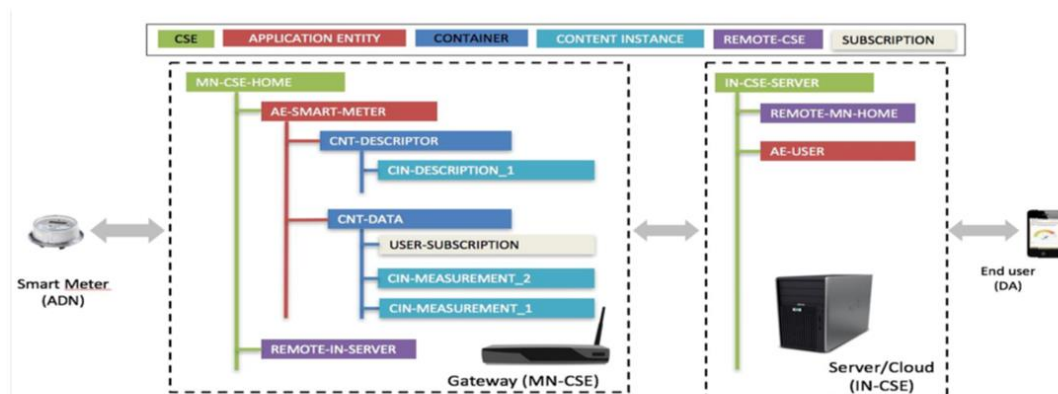 CSE
APPLICATION ENTITY
CONTAINER
CONTENT INSTANCE
REMOTE-CSE
SUBSCRIPTION
MN-CSE-HOME
AE-SMART-METER
CNT-DESCRIPTOR
CIN-DESCRIPTION_1
CNT-DATA
USER-SUBSCRIPTION
CIN-MEASUREMENT_2
CIN-MEASUREMENT_1
REMOTE-IN-SERVER
Gateway (MN-CSE)
IN-CSE-SERVER
REMOTE-MN-HOME
AE-USER
Server/Cloud
(IN-CSE)
Smart Meter
(ADN)
End user
(DA)